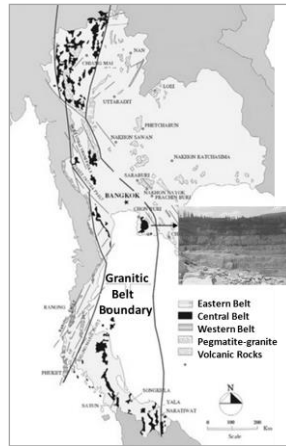 NAN
CHIANG MAI
LOEI
UTTARADIT
PHETCHABUN
NAKHON SAWAN
NAKHON RATCHASIMA
SARABURI
NAKHON NAYOK
BANGKOK
PRACHIN BURI
CHON BURI
Granitic
Belt
Boundary
Eastern Belt
Central Belt
Western Belt
Pegmatite-granite
Volcanic Rocks
RANONG
PHUKET
SONGKHLA
YALA
SATUN
NARATIWAT
N
0 100 200 Km
Scale